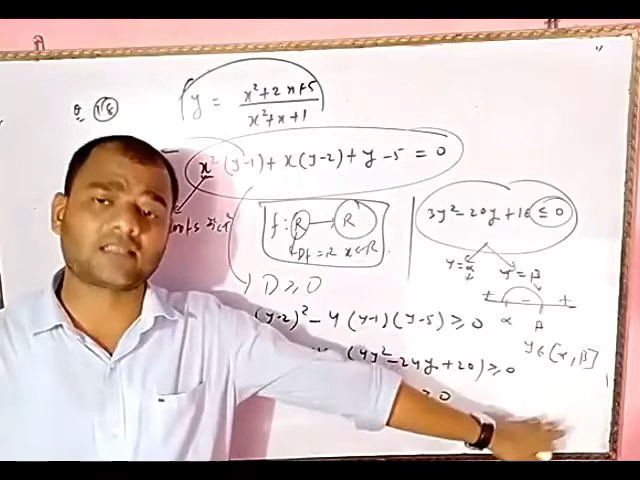 Q (18) y = x²+2x+5 / x²+x+1
x²(y-1)+x(y-2)+y-5=0
f: R → R
Df = R x∈R
D ≥ 0
(y-2)² - 4(y-1)(y-5) ≥ 0
(4y²-24y+20) ≥ 0
≥ 0
3y²-20y+16 ≤ 0
y=α y=β
+ - +
α β
y∈[α,β]